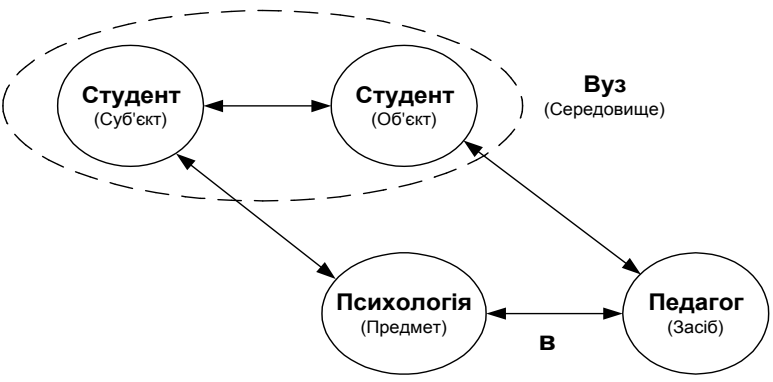 Студент
(Суб'єкт)
Студент
(Об'єкт)
Вуз
(Середовище)
Психологія
(Предмет)
В
Педагог
(Засіб)